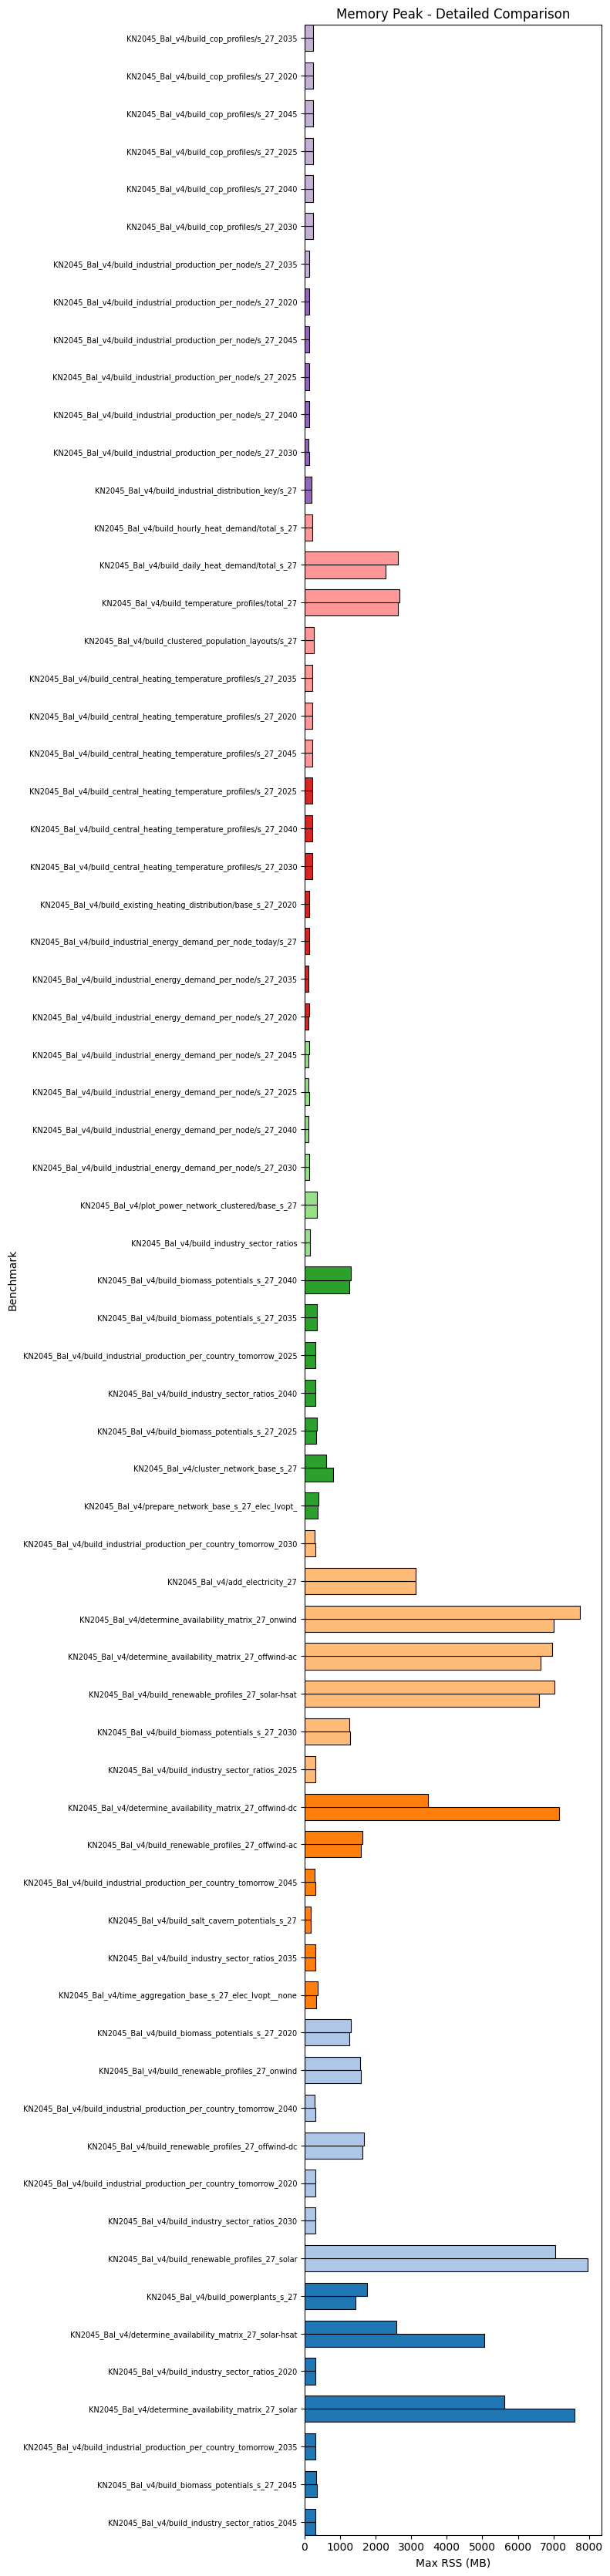 Memory Peak - Detailed Comparison
KN2045_Bal_v4/build_cop_profiles/s_27_2035
KN2045_Bal_v4/build_cop_profiles/s_27_2020
KN2045_Bal_v4/build_cop_profiles/s_27_2045
KN2045_Bal_v4/build_cop_profiles/s_27_2025
KN2045_Bal_v4/build_cop_profiles/s_27_2040
KN2045_Bal_v4/build_cop_profiles/s_27_2030
KN2045_Bal_v4/build_industrial_production_per_node/s_27_2035
KN2045_Bal_v4/build_industrial_production_per_node/s_27_2020
KN2045_Bal_v4/build_industrial_production_per_node/s_27_2045
KN2045_Bal_v4/build_industrial_production_per_node/s_27_2025
KN2045_Bal_v4/build_industrial_production_per_node/s_27_2040
KN2045_Bal_v4/build_industrial_production_per_node/s_27_2030
KN2045_Bal_v4/build_industrial_distribution_key/s_27
KN2045_Bal_v4/build_hourly_heat_demand/total_s_27
KN2045_Bal_v4/build_daily_heat_demand/total_s_27
KN2045_Bal_v4/build_temperature_profiles/total_27
KN2045_Bal_v4/build_clustered_population_layouts/s_27
KN2045_Bal_v4/build_central_heating_temperature_profiles/s_27_2035
KN2045_Bal_v4/build_central_heating_temperature_profiles/s_27_2020
KN2045_Bal_v4/build_central_heating_temperature_profiles/s_27_2045
KN2045_Bal_v4/build_central_heating_temperature_profiles/s_27_2025
KN2045_Bal_v4/build_central_heating_temperature_profiles/s_27_2040
KN2045_Bal_v4/build_central_heating_temperature_profiles/s_27_2030
KN2045_Bal_v4/build_existing_heating_distribution/base_s_27_2020
KN2045_Bal_v4/build_industrial_energy_demand_per_node_today/s_27
KN2045_Bal_v4/build_industrial_energy_demand_per_node/s_27_2035
KN2045_Bal_v4/build_industrial_energy_demand_per_node/s_27_2020
KN2045_Bal_v4/build_industrial_energy_demand_per_node/s_27_2045
KN2045_Bal_v4/build_industrial_energy_demand_per_node/s_27_2025
KN2045_Bal_v4/build_industrial_energy_demand_per_node/s_27_2040
KN2045_Bal_v4/build_industrial_energy_demand_per_node/s_27_2030
KN2045_Bal_v4/plot_power_network_clustered/base_s_27
KN2045_Bal_v4/build_industry_sector_ratios
KN2045_Bal_v4/build_biomass_potentials_s_27_2040
KN2045_Bal_v4/build_biomass_potentials_s_27_2035
KN2045_Bal_v4/build_industrial_production_per_country_tomorrow_2025
KN2045_Bal_v4/build_industry_sector_ratios_2040
KN2045_Bal_v4/build_biomass_potentials_s_27_2025
KN2045_Bal_v4/cluster_network_base_s_27
KN2045_Bal_v4/prepare_network_base_s_27_elec_lvopt_
KN2045_Bal_v4/build_industrial_production_per_country_tomorrow_2030
KN2045_Bal_v4/add_electricity_27
KN2045_Bal_v4/determine_availability_matrix_27_onwind
KN2045_Bal_v4/determine_availability_matrix_27_offwind-ac
KN2045_Bal_v4/build_renewable_profiles_27_solar-hsat
KN2045_Bal_v4/build_biomass_potentials_s_27_2030
KN2045_Bal_v4/build_industry_sector_ratios_2025
KN2045_Bal_v4/determine_availability_matrix_27_offwind-dc
KN2045_Bal_v4/build_renewable_profiles_27_offwind-ac
KN2045_Bal_v4/build_industrial_production_per_country_tomorrow_2045
KN2045_Bal_v4/build_salt_cavern_potentials_s_27
KN2045_Bal_v4/build_industry_sector_ratios_2035
KN2045_Bal_v4/time_aggregation_base_s_27_elec_lvopt__none
KN2045_Bal_v4/build_biomass_potentials_s_27_2020
KN2045_Bal_v4/build_renewable_profiles_27_onwind
KN2045_Bal_v4/build_industrial_production_per_country_tomorrow_2040
KN2045_Bal_v4/build_renewable_profiles_27_offwind-dc
KN2045_Bal_v4/build_industrial_production_per_country_tomorrow_2020
KN2045_Bal_v4/build_industry_sector_ratios_2030
KN2045_Bal_v4/build_renewable_profiles_27_solar
KN2045_Bal_v4/build_powerplants_s_27
KN2045_Bal_v4/determine_availability_matrix_27_solar-hsat
KN2045_Bal_v4/build_industry_sector_ratios_2020
KN2045_Bal_v4/determine_availability_matrix_27_solar
KN2045_Bal_v4/build_industrial_production_per_country_tomorrow_2035
KN2045_Bal_v4/build_biomass_potentials_s_27_2045
KN2045_Bal_v4/build_industry_sector_ratios_2045
Benchmark
0 1000 2000 3000 4000 5000 6000 7000 8000
Max RSS (MB)